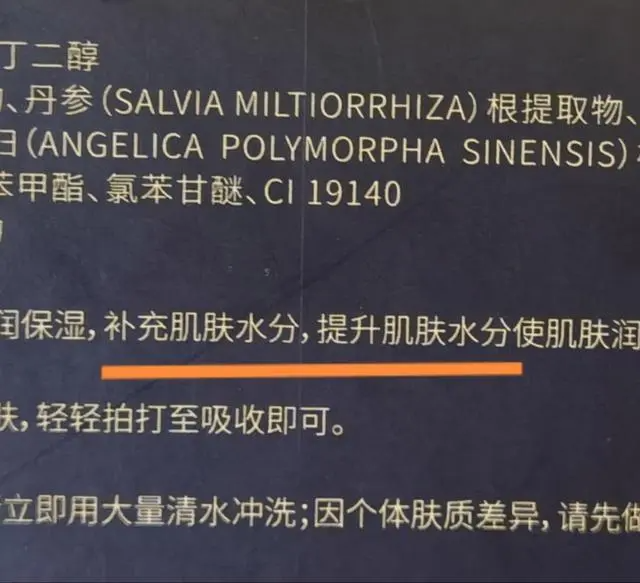 丁二醇
、丹参(SALVIA MILTIORRHIZA)根提取物、
归(ANGELICA POLYMORPHA SINENSIS)
苯甲酯、氯苯甘醚、CI 19140
润保湿,补充肌肤水分,提升肌肤水分使肌肤润
肤,轻轻拍打至吸收即可。
立即用大量清水冲洗;因个体肤质差异,请先做